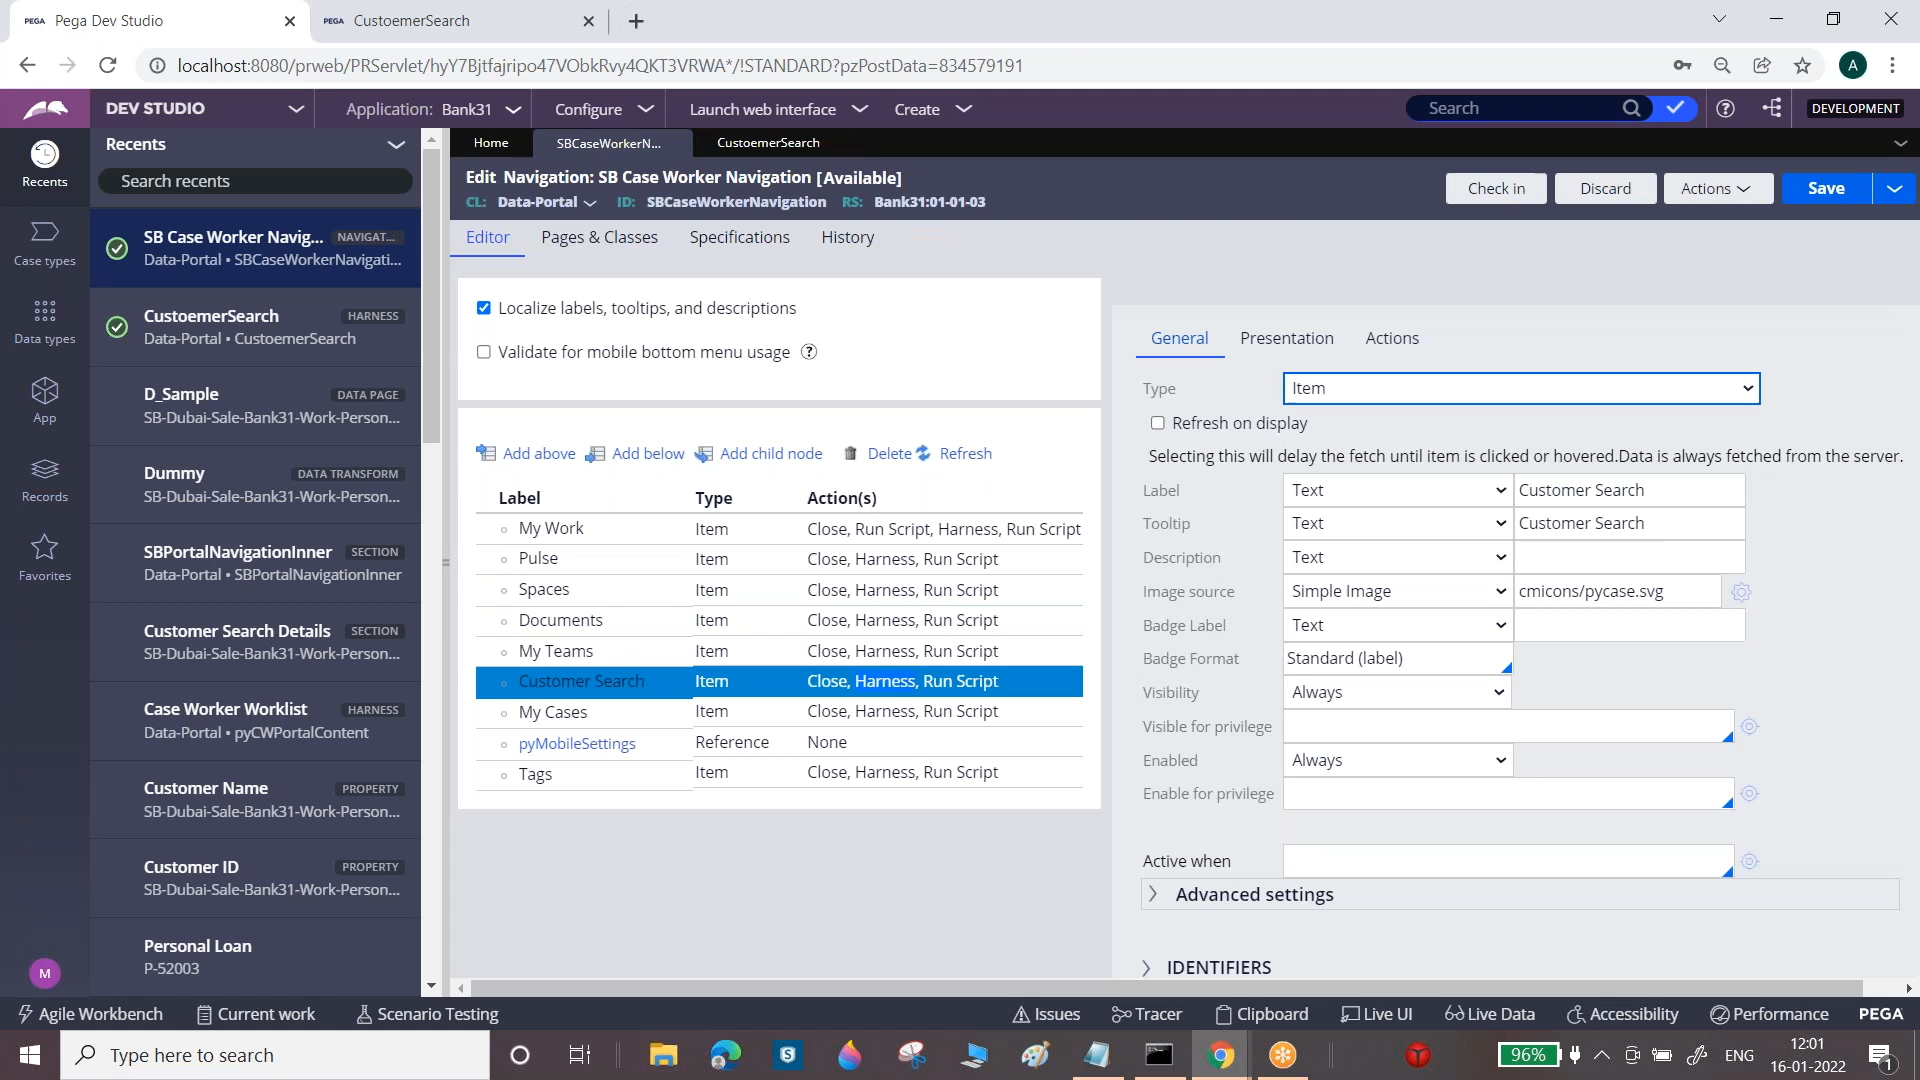 PEGA Pega Dev Studio
PEGA CustoemerSearch
localhost:8080/prweb/PRServlet/hyY7Bjtfajripo47VObkRvy4QKT3VRWA*/!STANDARD?pzPostData=834579191
A
DEV STUDIO
Application: Bank31
Configure
Launch web interface
Create
Search
DEVELOPMENT
Recents
Case types
Data types
App
Records
Favorites
M
Recents
Search recents
SB Case Worker Navig... NAVIGAT...
Data-Portal • SBCaseWorkerNavigati...
CustoemerSearch HARNESS
Data-Portal • CustoemerSearch
D_Sample DATA PAGE
SB-Dubai-Sale-Bank31-Work-Person...
Dummy DATA TRANSFORM
SB-Dubai-Sale-Bank31-Work-Person...
SBPortalNavigationInner SECTION
Data-Portal • SBPortalNavigationInner
Customer Search Details SECTION
SB-Dubai-Sale-Bank31-Work-Person...
Case Worker Worklist HARNESS
Data-Portal • pyCWPortalContent
Customer Name PROPERTY
SB-Dubai-Sale-Bank31-Work-Person...
Customer ID PROPERTY
SB-Dubai-Sale-Bank31-Work-Person...
Personal Loan
P-52003
Home SBCaseWorkerN... CustoemerSearch
Edit Navigation: SB Case Worker Navigation [Available]
CL: Data-Portal ID: SBCaseWorkerNavigation RS: Bank31:01-01-03
Check in Discard Actions Save
Editor Pages & Classes Specifications History
Localize labels, tooltips, and descriptions
Validate for mobile bottom menu usage ?
Add above Add below Add child node Delete Refresh
Label Type Action(s)
My Work Item Close, Run Script, Harness, Run Script
Pulse Item Close, Harness, Run Script
Spaces Item Close, Harness, Run Script
Documents Item Close, Harness, Run Script
My Teams Item Close, Harness, Run Script
Customer Search Item Close, Harness, Run Script
My Cases Item Close, Harness, Run Script
pyMobileSettings Reference None
Tags Item Close, Harness, Run Script
General Presentation Actions
Type Item
Refresh on display
Selecting this will delay the fetch until item is clicked or hovered.Data is always fetched from the server.
Label Text Customer Search
Tooltip Text Customer Search
Description Text
Image source Simple Image cmicons/pycase.svg
Badge Label Text
Badge Format Standard (label)
Visibility Always
Visible for privilege
Enabled Always
Enable for privilege
Active when
Advanced settings
IDENTIFIERS
Agile Workbench Current work Scenario Testing Issues Tracer Clipboard Live UI Live Data Accessibility Performance PEGA
Type here to search
96%
ENG
12:01
16-01-2022
1